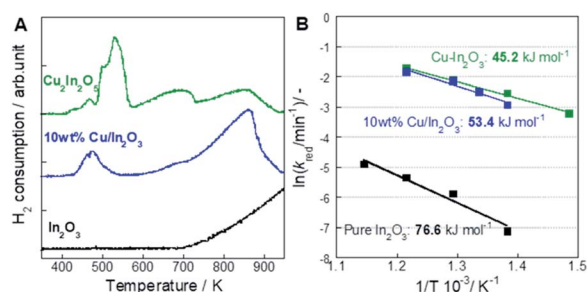 A
H₂ consumption / arb.unit
Cu₂In₂O₅
10wt% Cu/In₂O₃
In₂O₃
400 500 600 700 800 900
Temperature / K
B
ln(k_red/min⁻¹)/ -
0
-1
-2
-3
-4
-5
-6
-7
-8
Cu-In₂O₃: 45.2 kJ mol⁻¹
10wt% Cu/In₂O₃: 53.4 kJ mol⁻¹
Pure In₂O₃: 76.6 kJ mol⁻¹
1.1 1.2 1.3 1.4 1.5
1/T 10⁻³/ K⁻¹